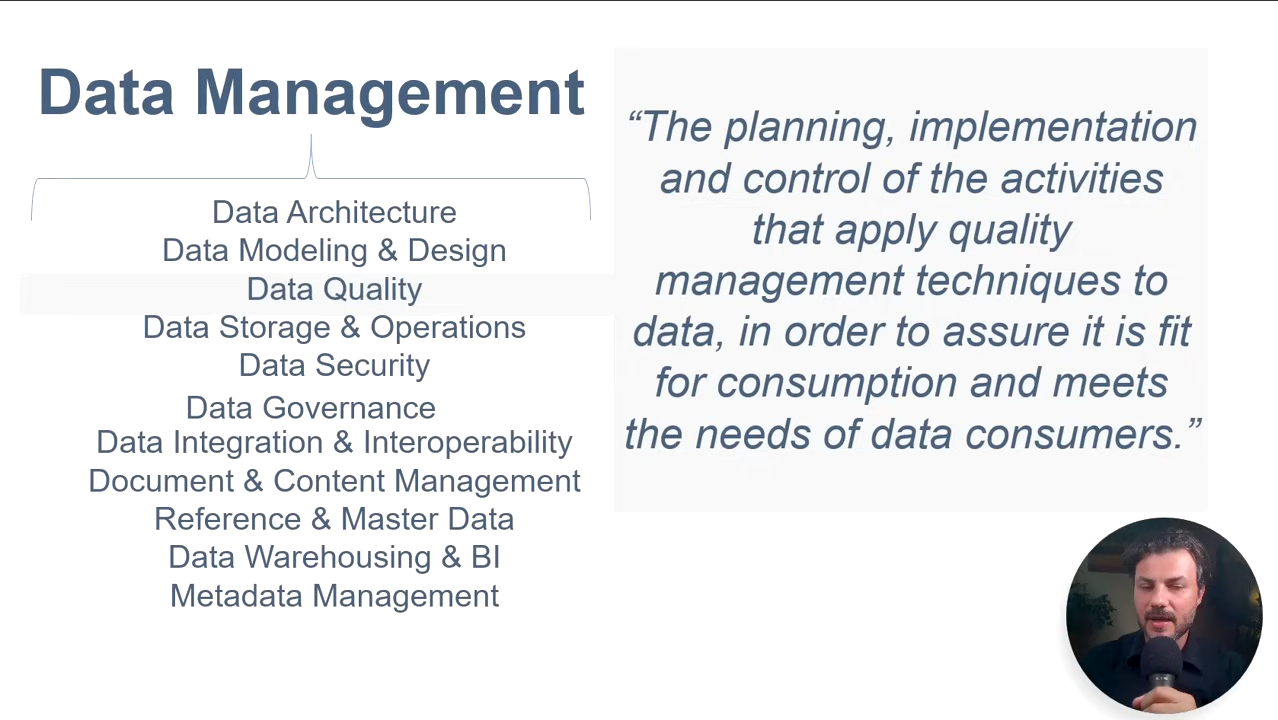 Data Management
Data Architecture
Data Modeling & Design
Data Quality
Data Storage & Operations
Data Security
Data Governance
Data Integration & Interoperability
Document & Content Management
Reference & Master Data
Data Warehousing & BI
Metadata Management
“The planning, implementation
and control of the activities
that apply quality
management techniques to
data, in order to assure it is fit
for consumption and meets
the needs of data consumers.”